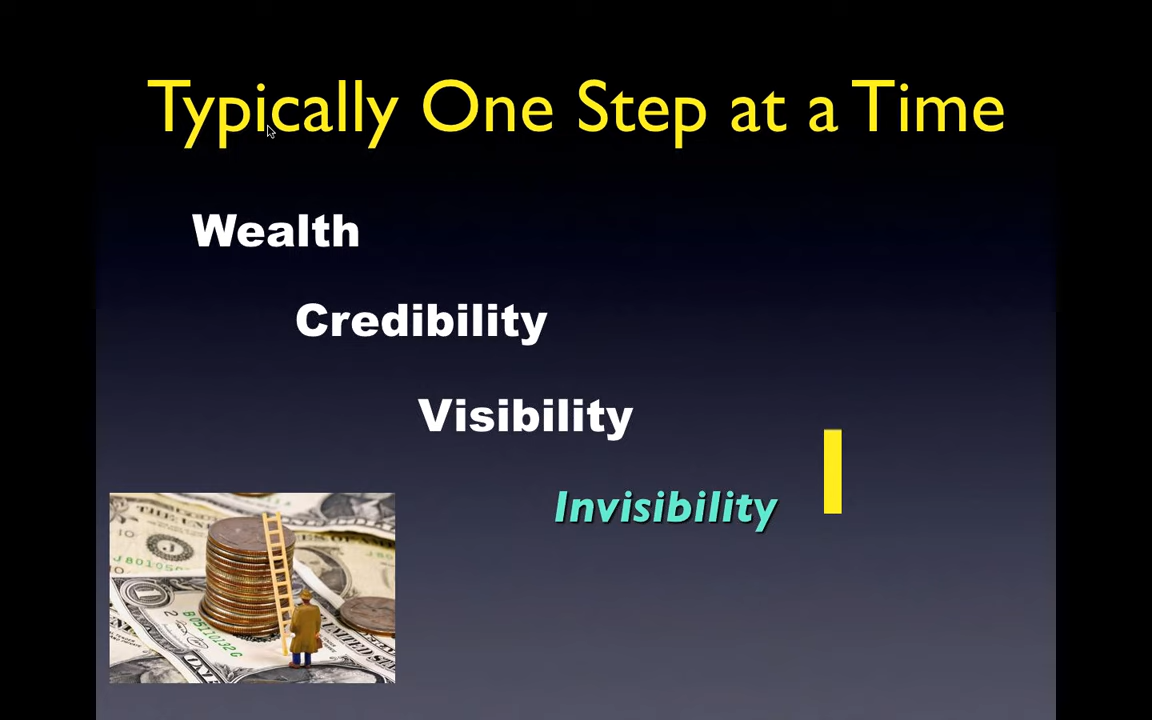 Typically One Step at a Time
Wealth
Credibility
Visibility
Invisibility